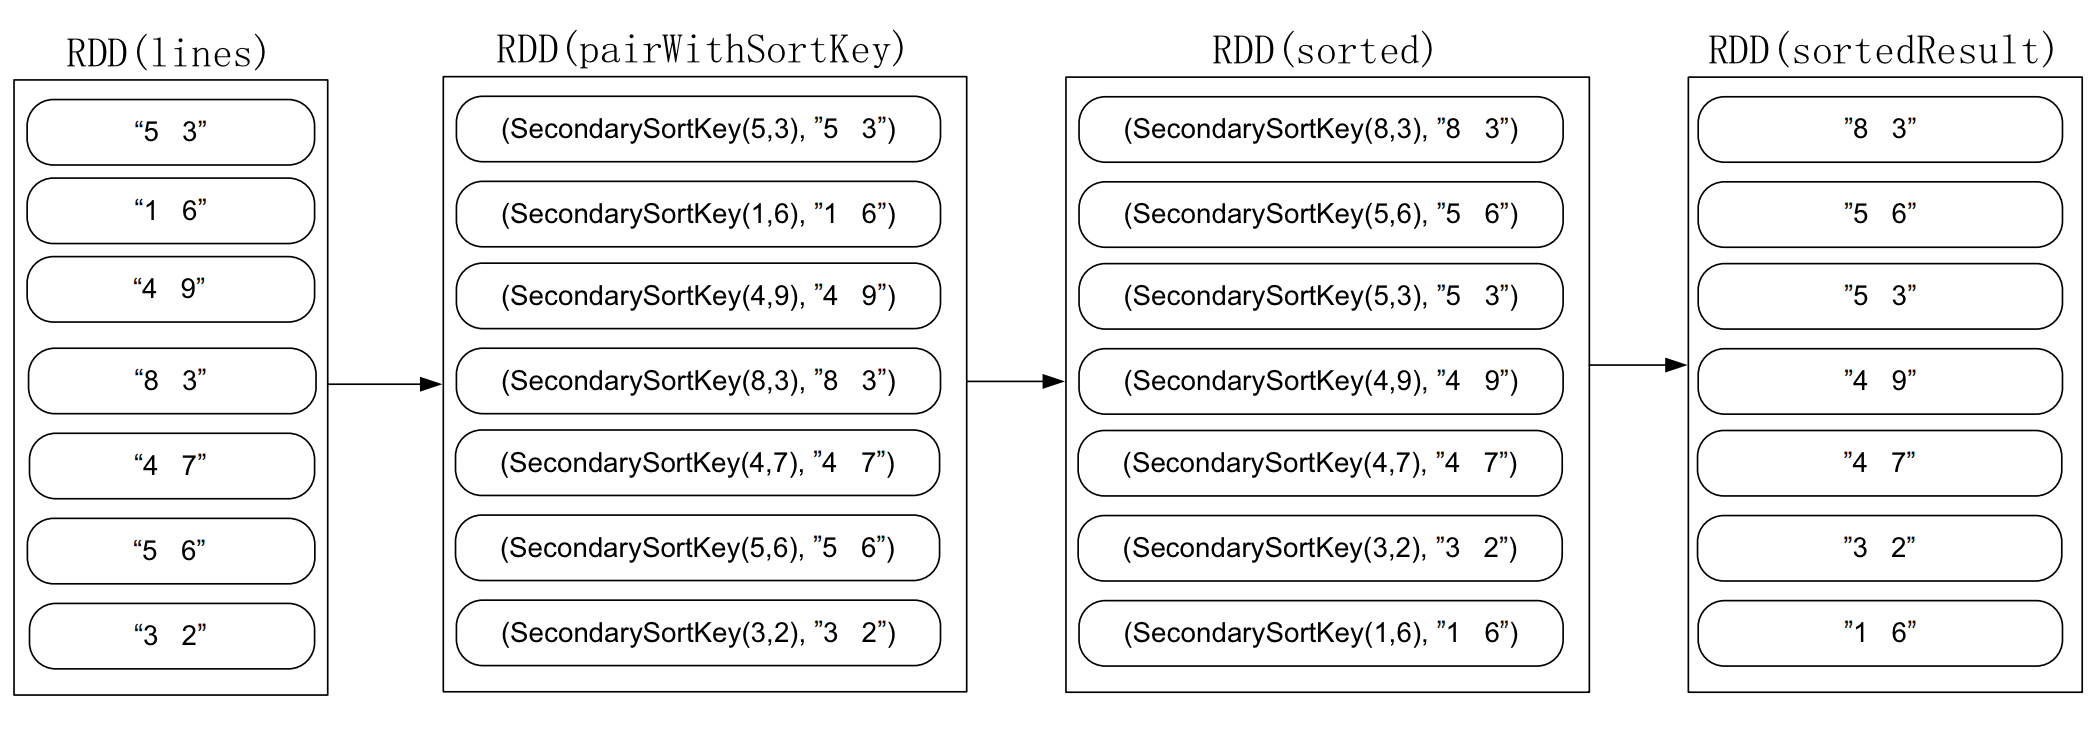 RDD(lines)
“5 3”
“1 6”
“4 9”
“8 3”
“4 7”
“5 6”
“3 2”
RDD(pairWithSortKey)
(SecondarySortKey(5,3), ”5 3”)
(SecondarySortKey(1,6), ”1 6”)
(SecondarySortKey(4,9), ”4 9”)
(SecondarySortKey(8,3), ”8 3”)
(SecondarySortKey(4,7), ”4 7”)
(SecondarySortKey(5,6), ”5 6”)
(SecondarySortKey(3,2), ”3 2”)
RDD(sorted)
(SecondarySortKey(8,3), ”8 3”)
(SecondarySortKey(5,6), ”5 6”)
(SecondarySortKey(5,3), ”5 3”)
(SecondarySortKey(4,9), ”4 9”)
(SecondarySortKey(4,7), ”4 7”)
(SecondarySortKey(3,2), ”3 2”)
(SecondarySortKey(1,6), ”1 6”)
RDD(sortedResult)
”8 3”
”5 6”
”5 3”
”4 9”
”4 7”
”3 2”
”1 6”